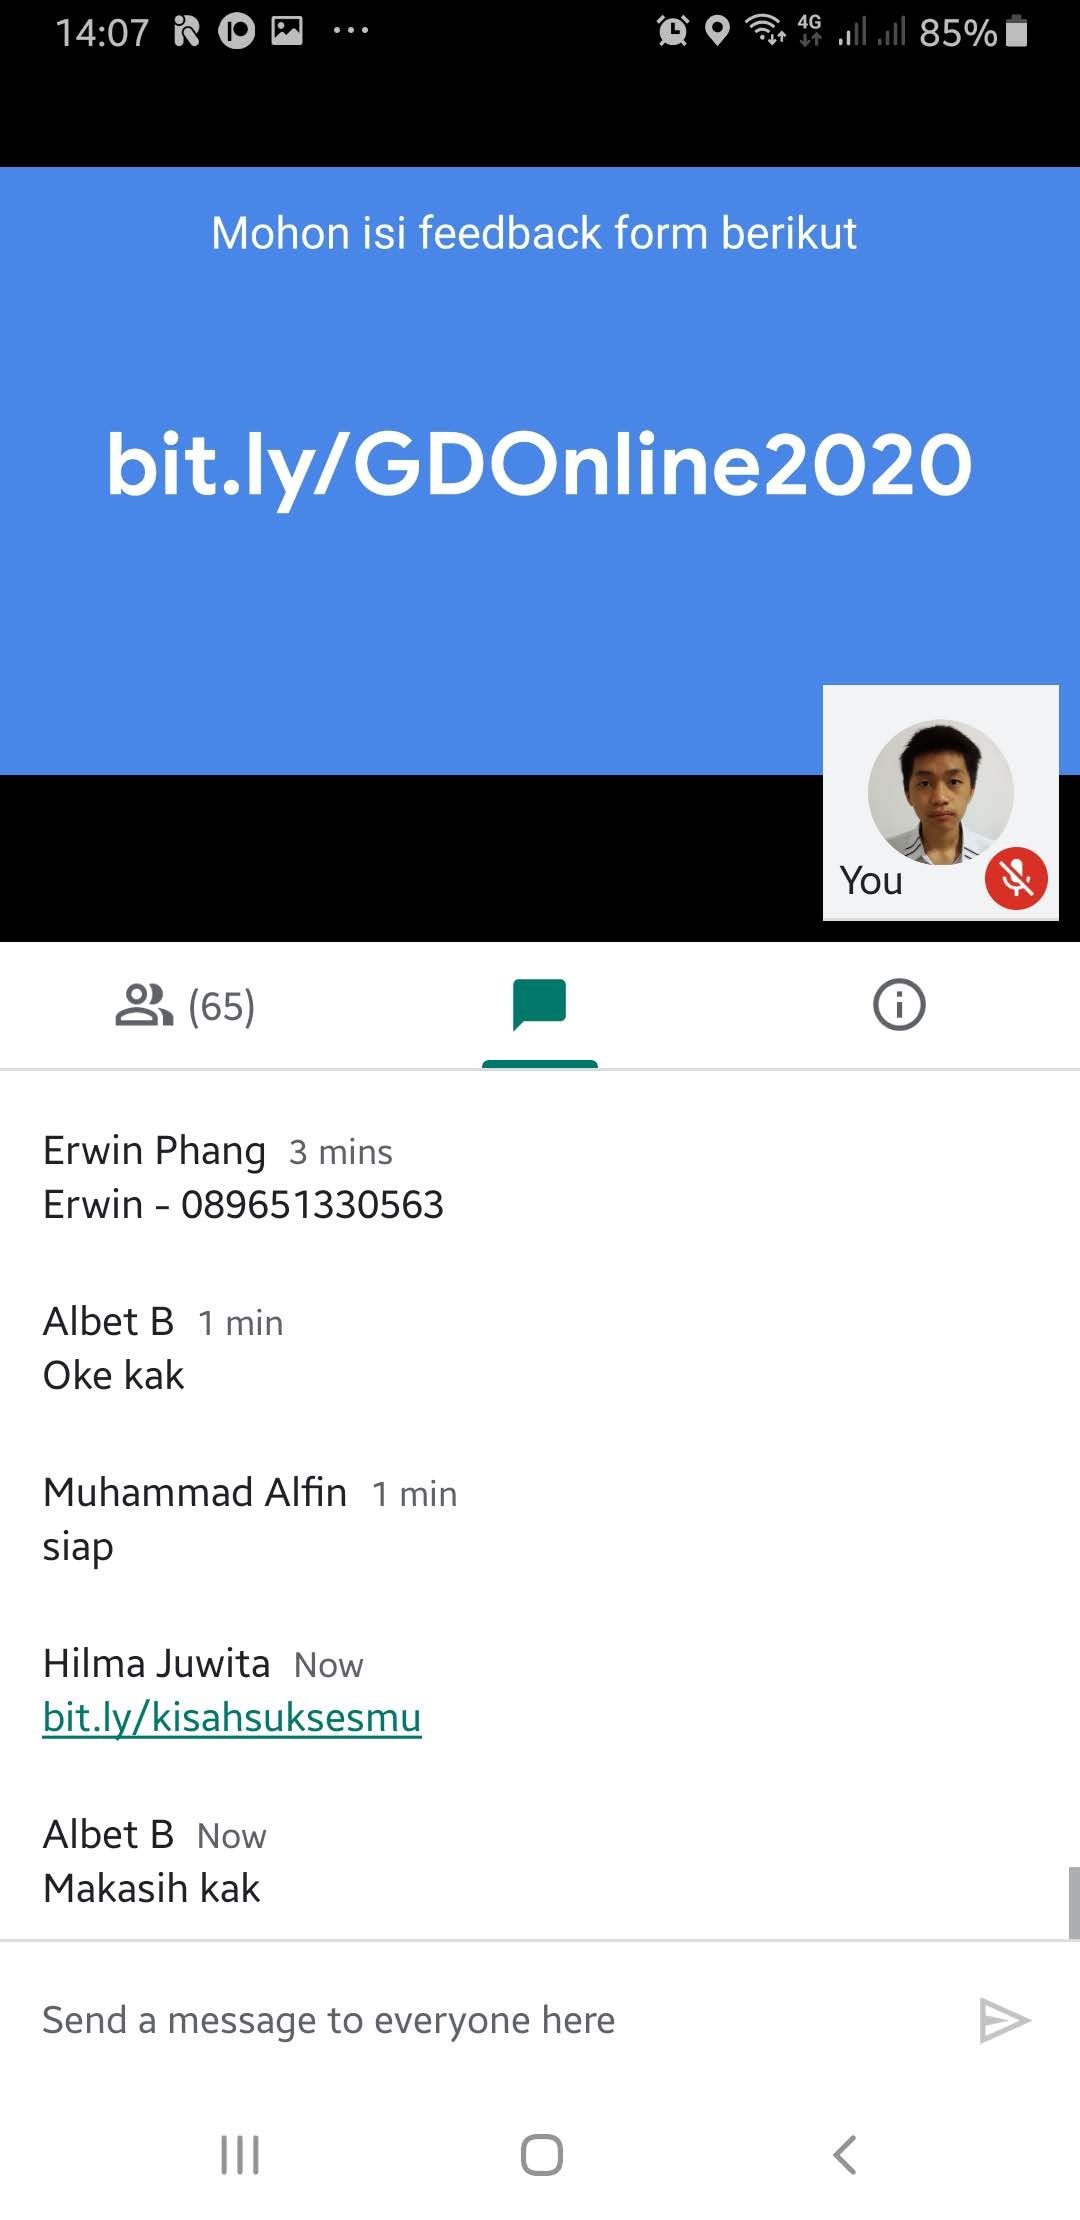 14:07
4G
85%
Mohon isi feedback form berikut
bit.ly/GDOnline2020
You
(65)
Erwin Phang 3 mins
Erwin - 089651330563
Albet B 1 min
Oke kak
Muhammad Alfin 1 min
siap
Hilma Juwita Now
bit.ly/kisahsuksesmu
Albet B Now
Makasih kak
Send a message to everyone here